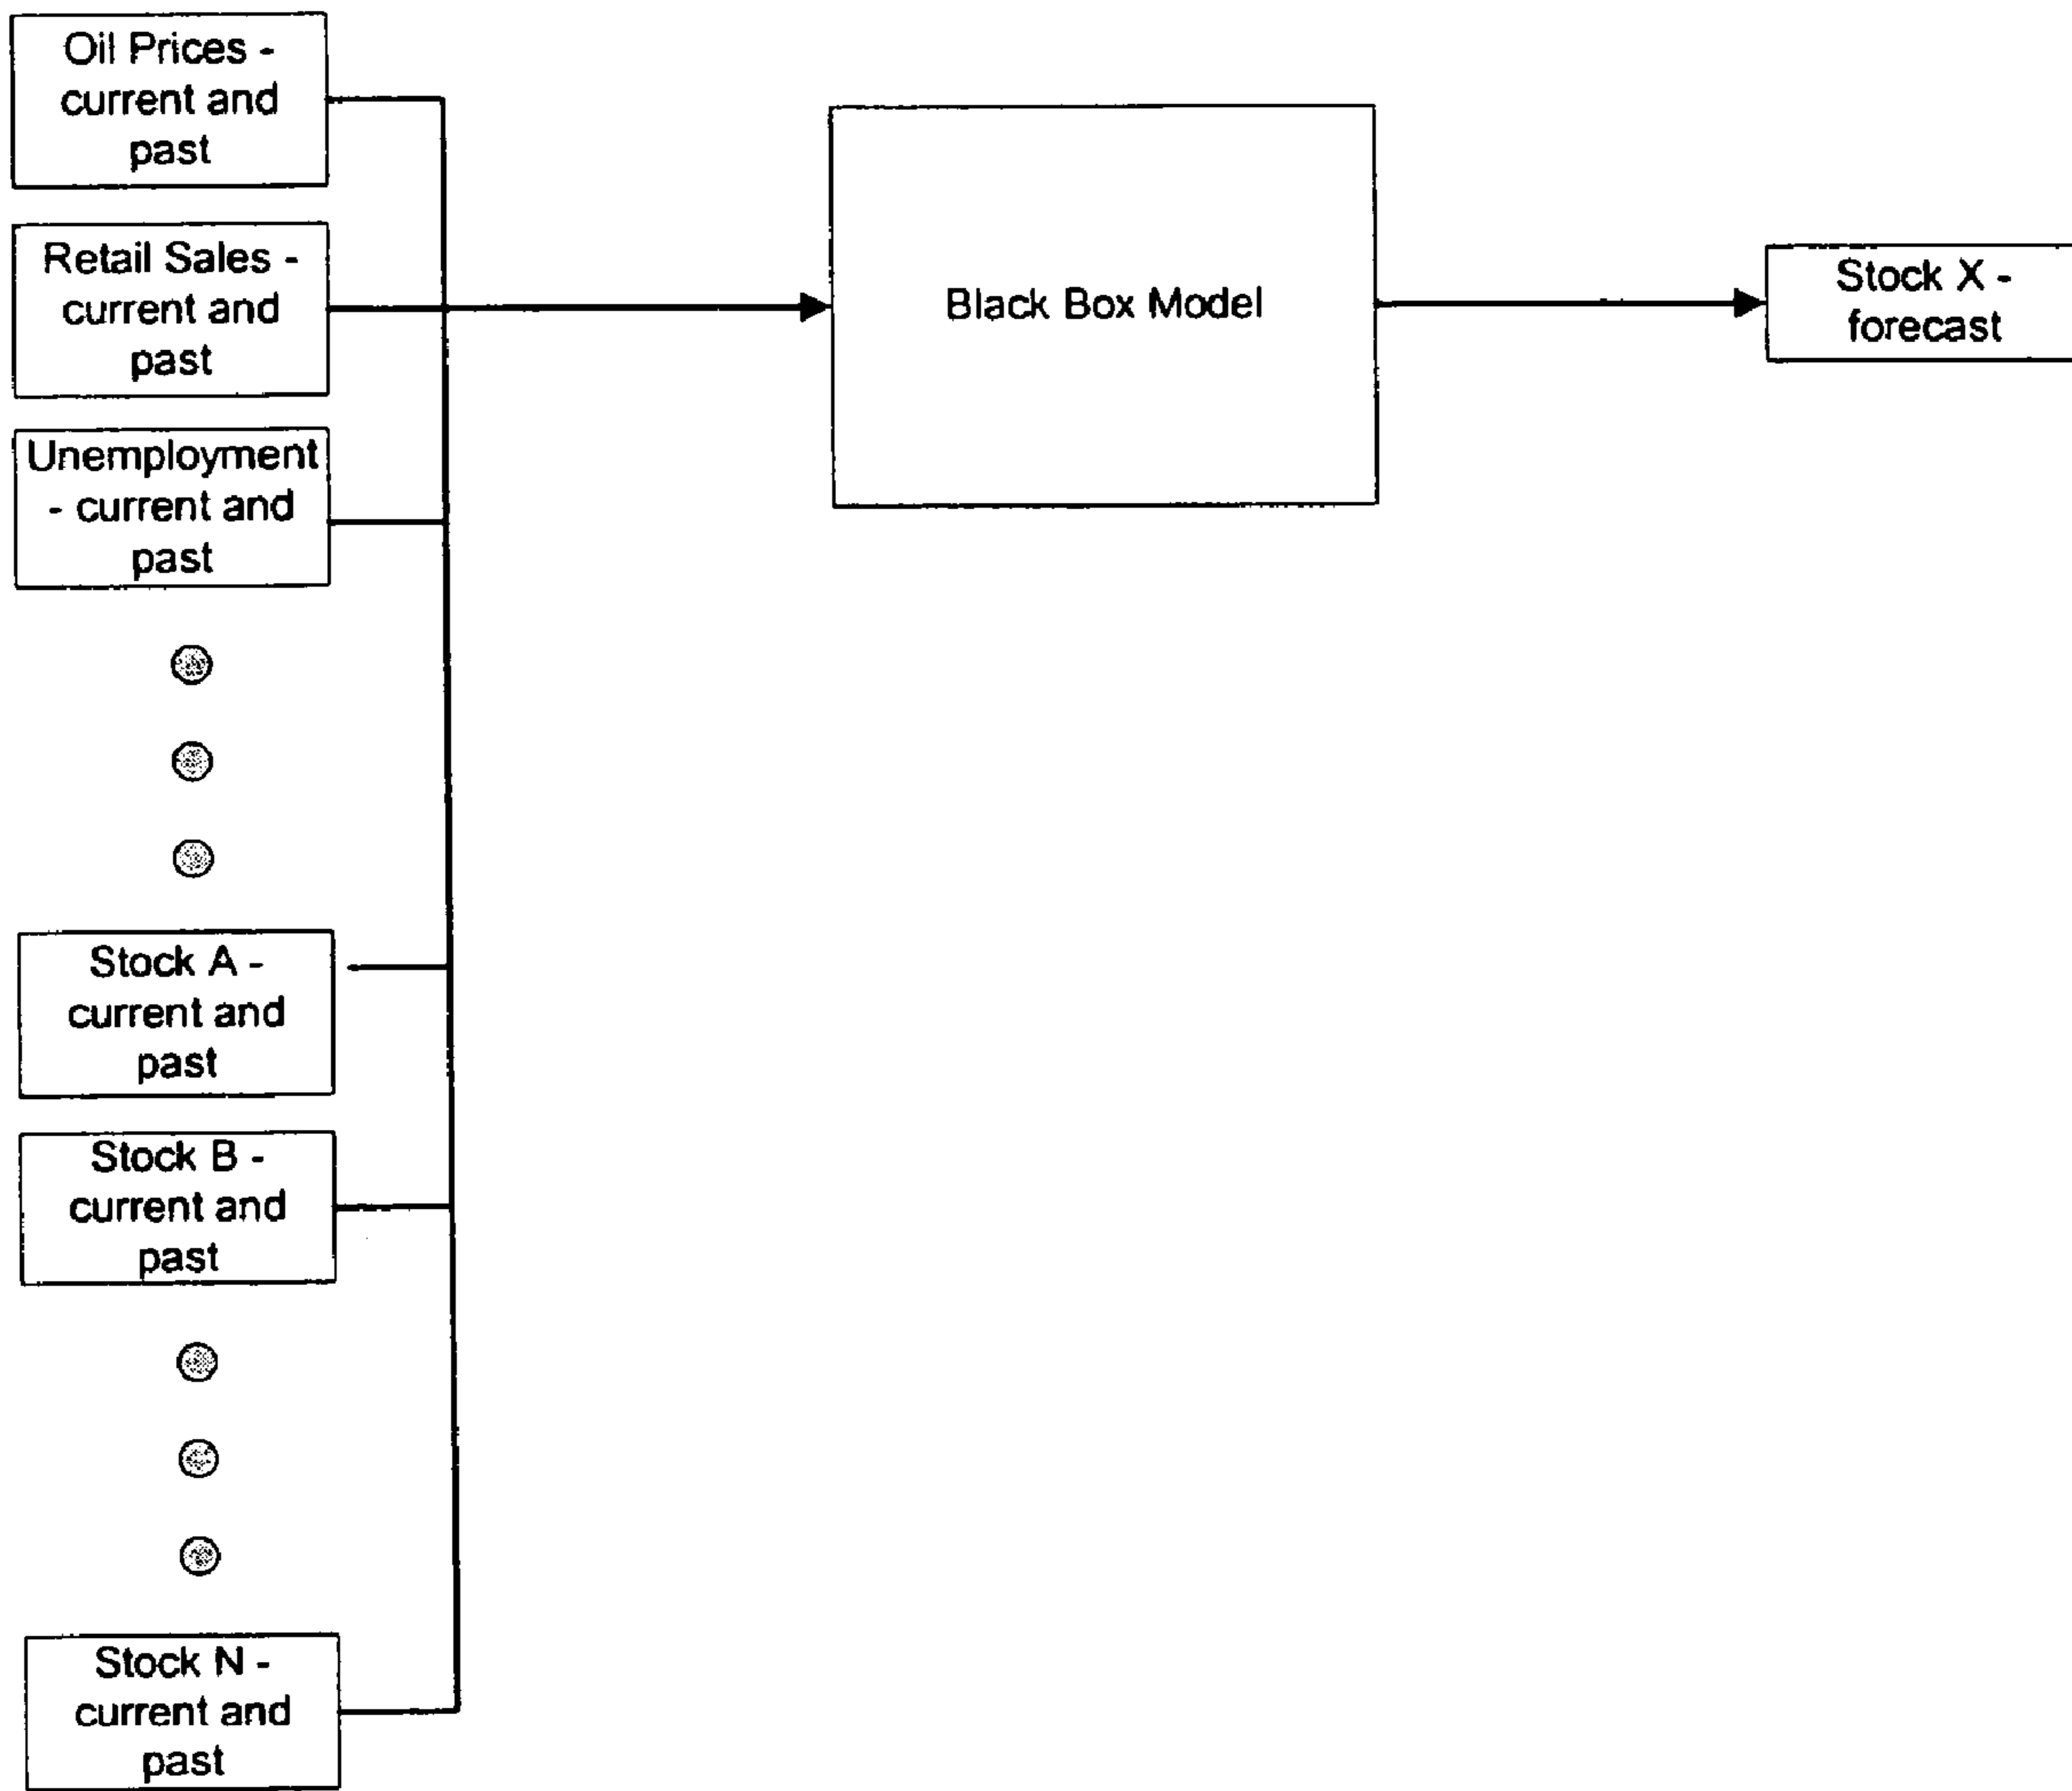 Oil Prices -
current and
past
Retail Sales -
current and
past
Unemployment
- current and
past
Stock A -
current and
past
Stock B -
current and
past
Stock N -
current and
past
Black Box Model
Stock X -
forecast